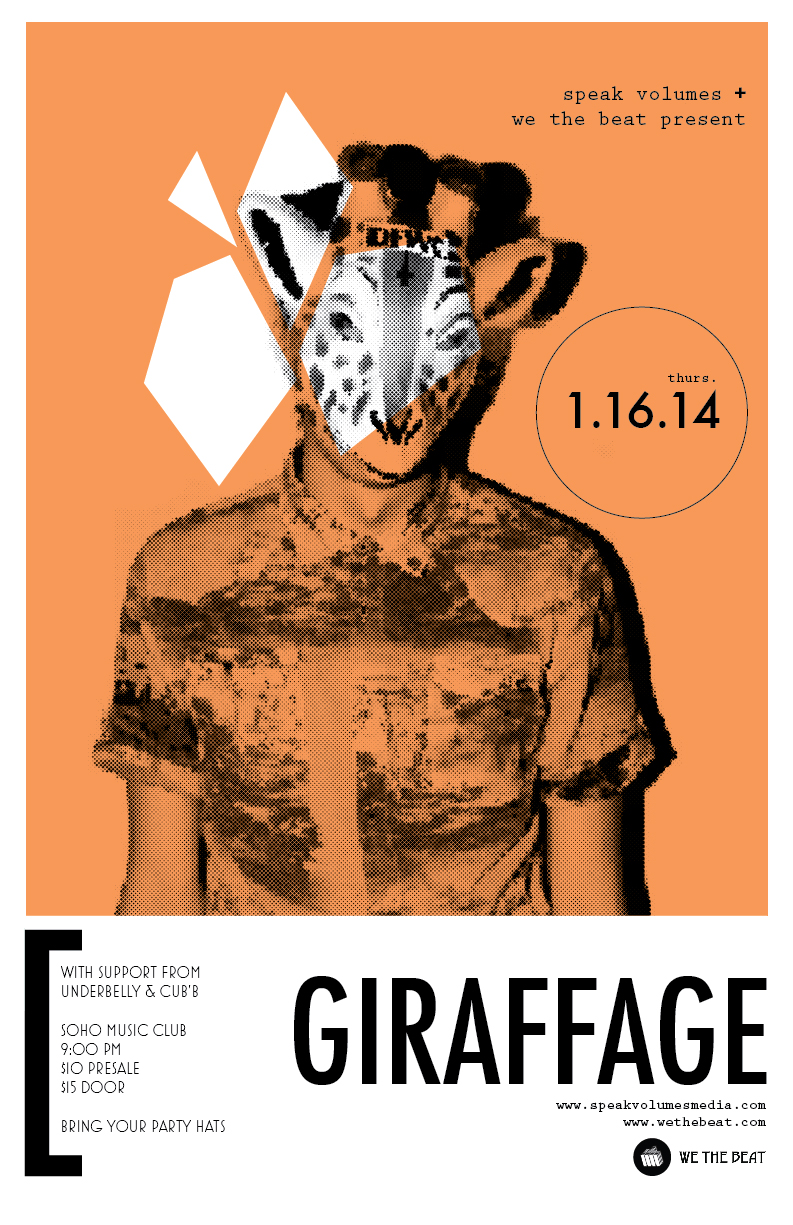 speak volumes +
we the beat present
thurs.
1.16.14
WITH SUPPORT FROM
UNDERBELLY & CUB'B
SOHO MUSIC CLUB
9:00 PM
$10 PRESALE
$15 DOOR
BRING YOUR PARTY HATS
GIRAFFAGE
www.speakvolumesmedia.com
www.wethebeat.com
WE THE BEAT